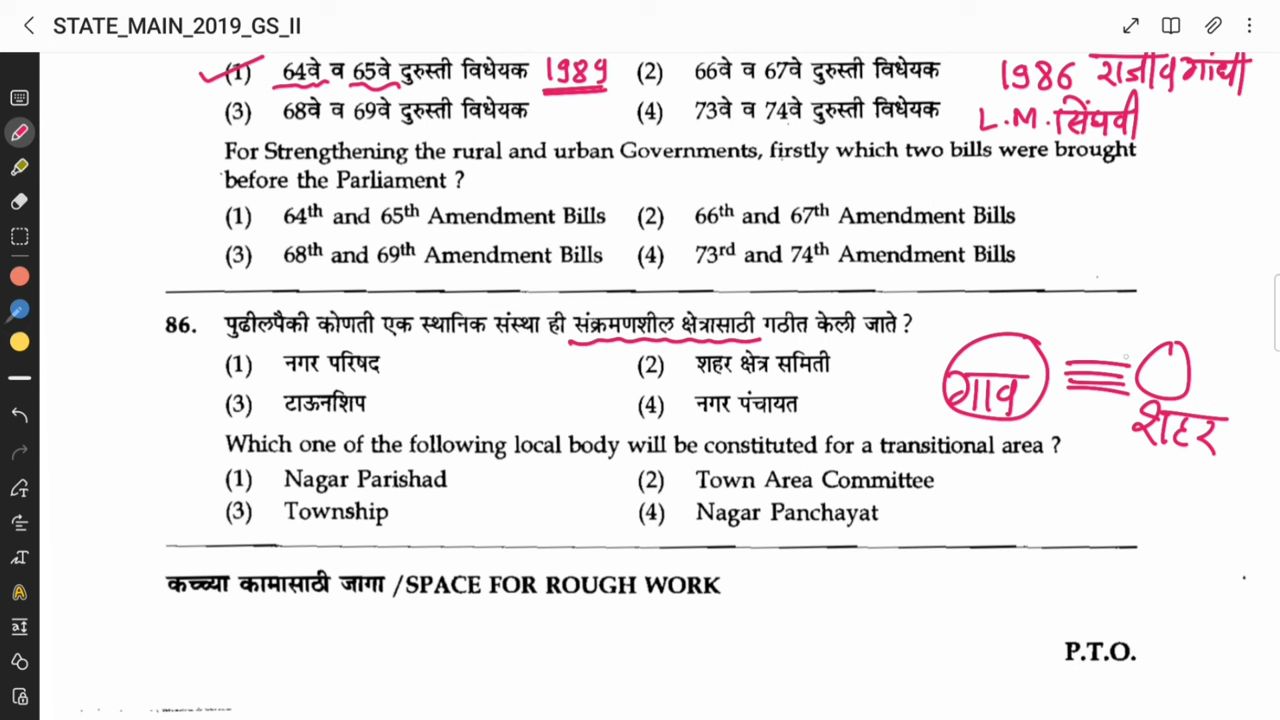 STATE_MAIN_2019_GS_II
(1) 64वे व 65वे दुरुस्ती विधेयक 1989 (2) 66वे व 67वे दुरुस्ती विधेयक 1986 राजीव गांधी
(3) 68वे व 69वे दुरुस्ती विधेयक (4) 73वे व 74वे दुरुस्ती विधेयक L.M.सिंघवी
For Strengthening the rural and urban Governments, firstly which two bills were brought
before the Parliament ?
(1) 64th and 65th Amendment Bills (2) 66th and 67th Amendment Bills
(3) 68th and 69th Amendment Bills (4) 73rd and 74th Amendment Bills
86. पुढीलपैकी कोणती एक स्थानिक संस्था ही संक्रमणशील क्षेत्रासाठी गठीत केली जाते ?
(1) नगर परिषद (2) शहर क्षेत्र समिती
(3) टाऊनशिप (4) नगर पंचायत
गाव
शहर
Which one of the following local body will be constituted for a transitional area ?
(1) Nagar Parishad (2) Town Area Committee
(3) Township (4) Nagar Panchayat
कच्च्या कामासाठी जागा /SPACE FOR ROUGH WORK
P.T.O.